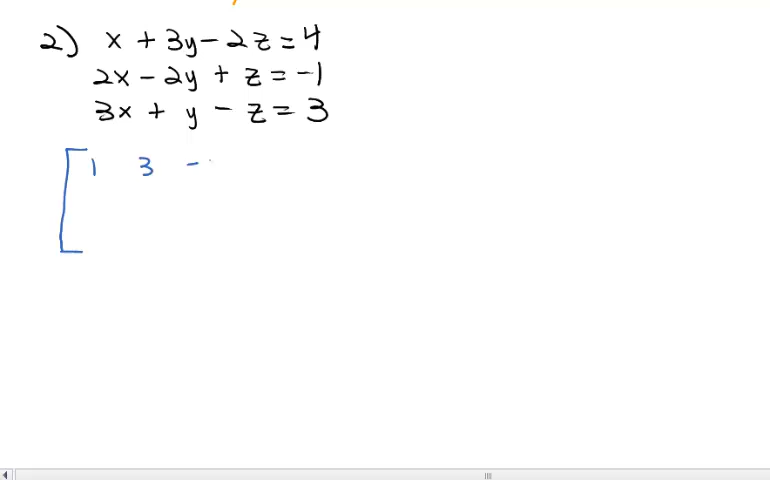 2) x + 3y - 2z = 4
2x - 2y + z = -1
3x + y - z = 3
[ 1 3 -